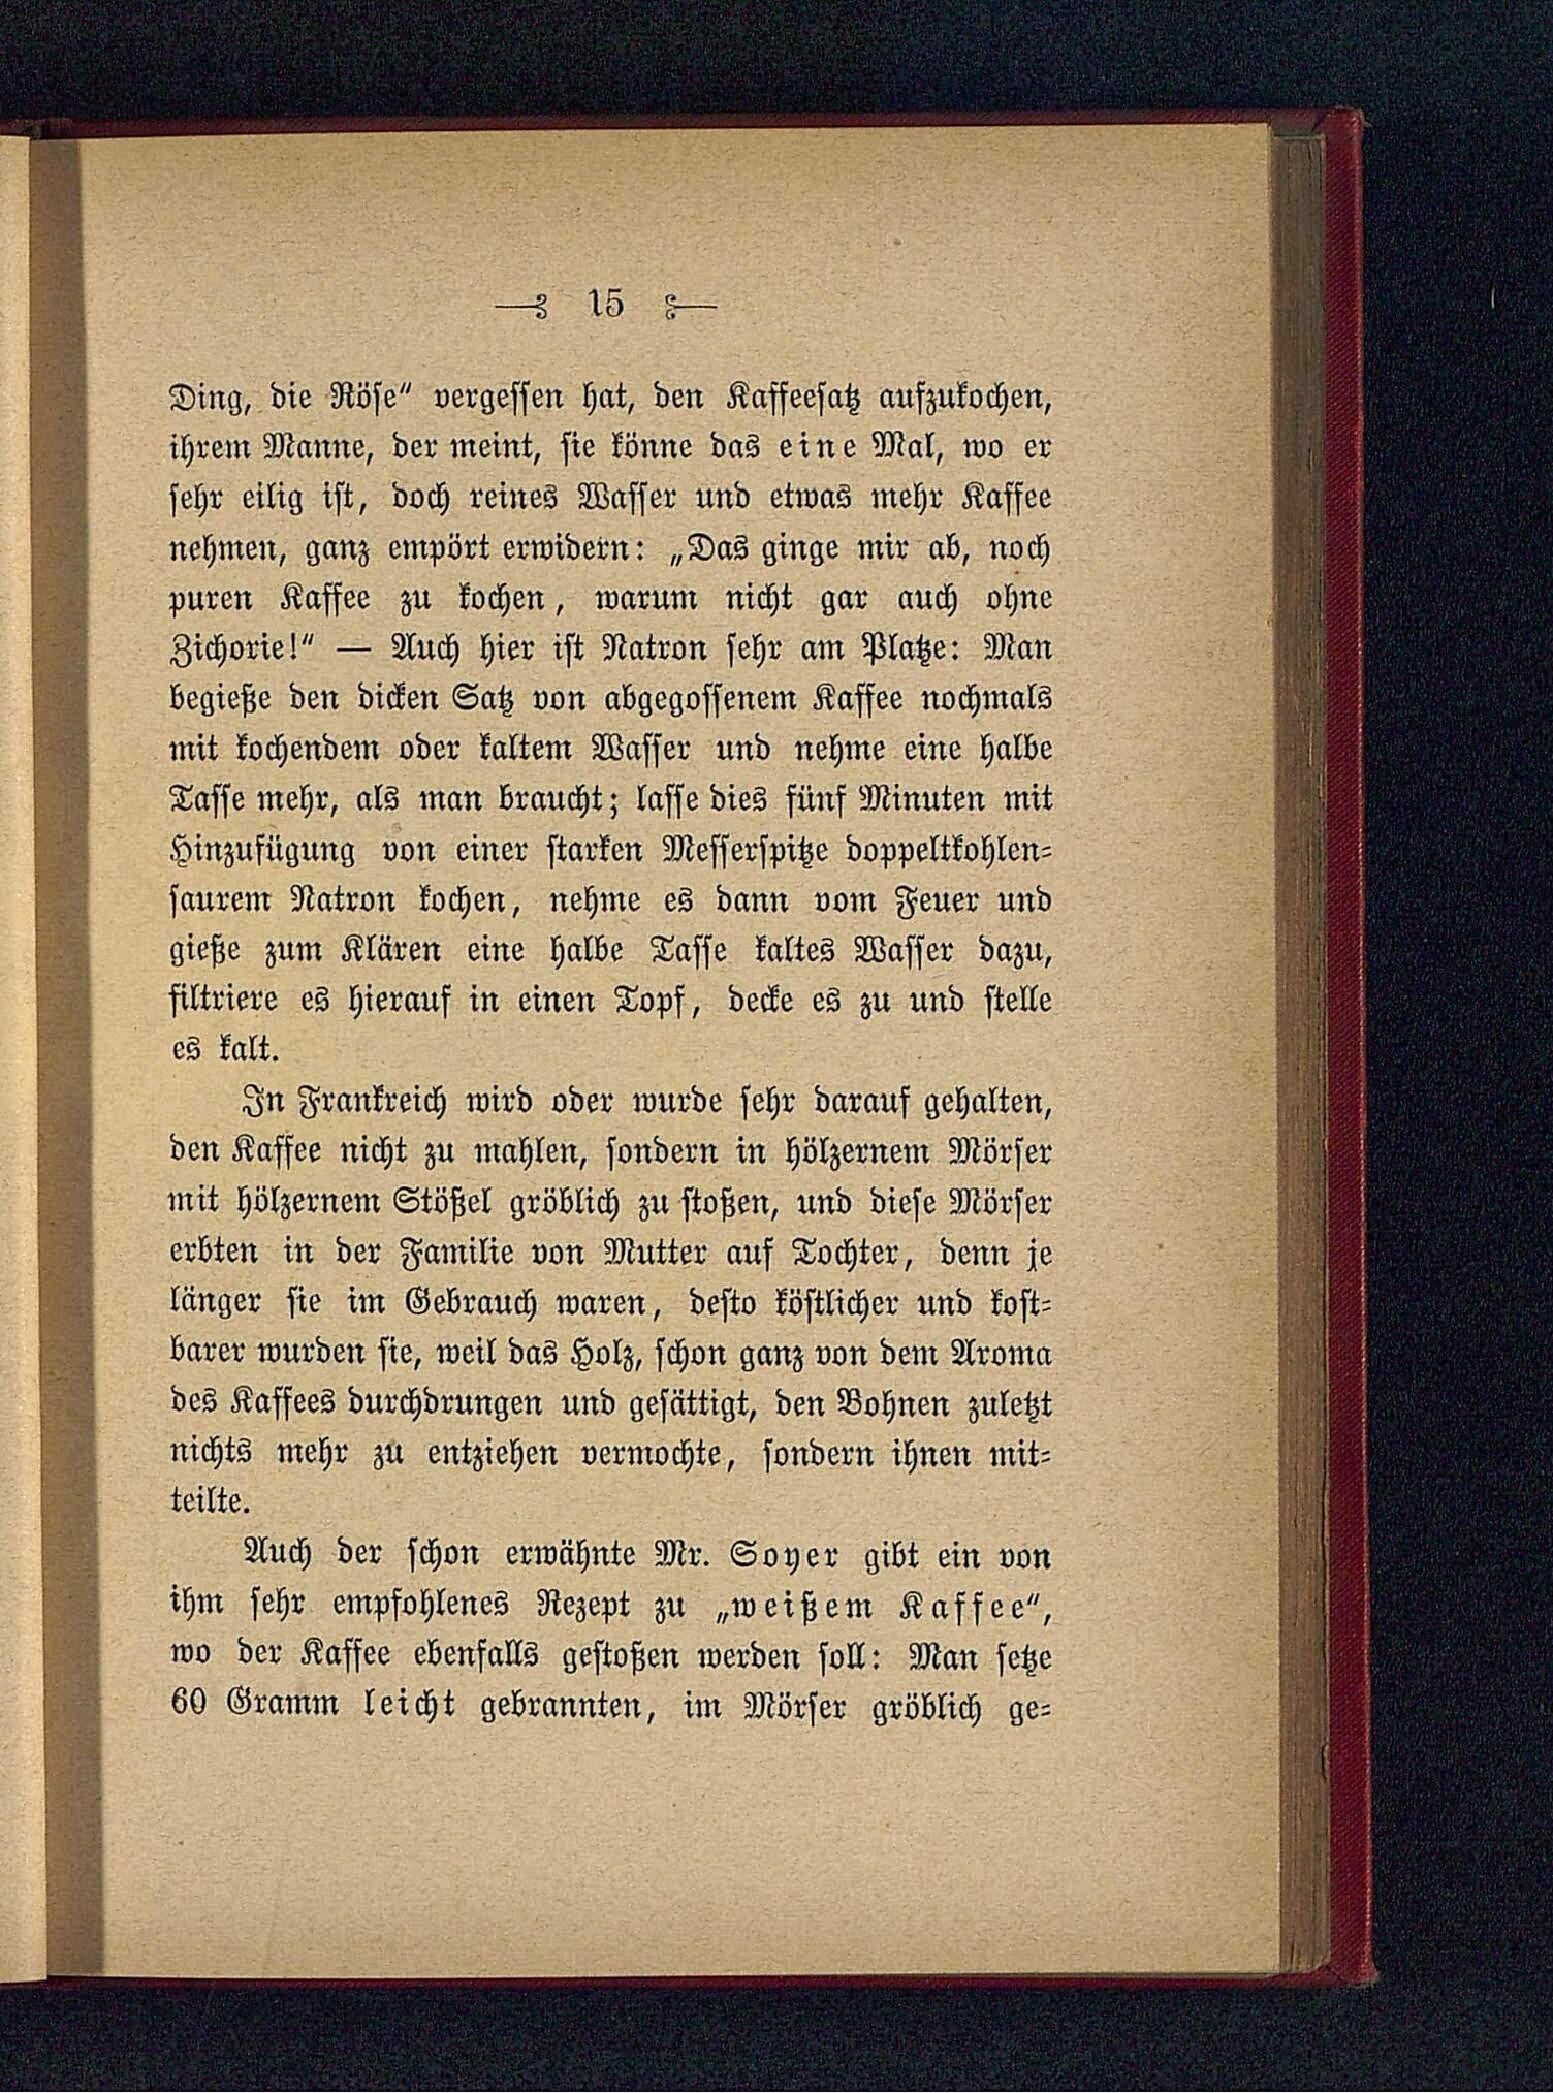 15
Ding, die Röse“ vergessen hat, den Kaffeesatz aufzukochen,
ihrem Manne, der meint, sie könne das eine Mal, wo er
sehr eilig ist, doch reines Wasser und etwas mehr Kaffee
nehmen, ganz empört erwidern: „Das ginge mir ab, noch
puren Kaffee zu kochen, warum nicht gar auch ohne
Zichorie!“ — Auch hier ist Natron sehr am Platze: Man
begieße den dicken Satz von abgegossenem Kaffee nochmals
mit kochendem oder kaltem Wasser und nehme eine halbe
Tasse mehr, als man braucht; lasse dies fünf Minuten mit
Hinzufügung von einer starken Messerspitze doppeltkohlen-
saurem Natron kochen, nehme es dann vom Feuer und
gieße zum Klären eine halbe Tasse kaltes Wasser dazu,
filtriere es hierauf in einen Topf, decke es zu und stelle
es kalt.
In Frankreich wird oder wurde sehr darauf gehalten,
den Kaffee nicht zu mahlen, sondern in hölzernem Mörser
mit hölzernem Stößel gröblich zu stoßen, und diese Mörser
erbten in der Familie von Mutter auf Tochter, denn je
länger sie im Gebrauch waren, desto köstlicher und kost-
barer wurden sie, weil das Holz, schon ganz von dem Aroma
des Kaffees durchdrungen und gesättigt, den Bohnen zuletzt
nichts mehr zu entziehen vermochte, sondern ihnen mit-
teilte.
Auch der schon erwähnte Mr. Soyer gibt ein von
ihm sehr empfohlenes Rezept zu „weißem Kaffee“,
wo der Kaffee ebenfalls gestoßen werden soll: Man setze
60 Gramm leicht gebrannten, im Mörser gröblich ge-